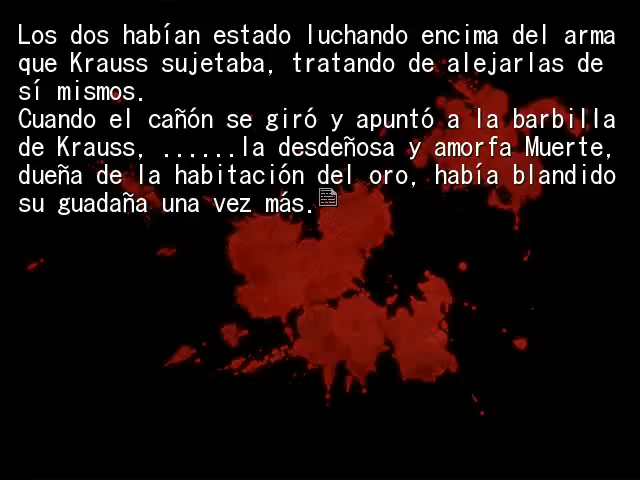 Los dos habían estado luchando encima del arma
que Krauss sujetaba, tratando de alejarlas de
sí mismos.
Cuando el cañón se giró y apuntó a la barbilla
de Krauss, ......la desdeñosa y amorfa Muerte,
dueña de la habitación del oro, había blandido
su guadaña una vez más.